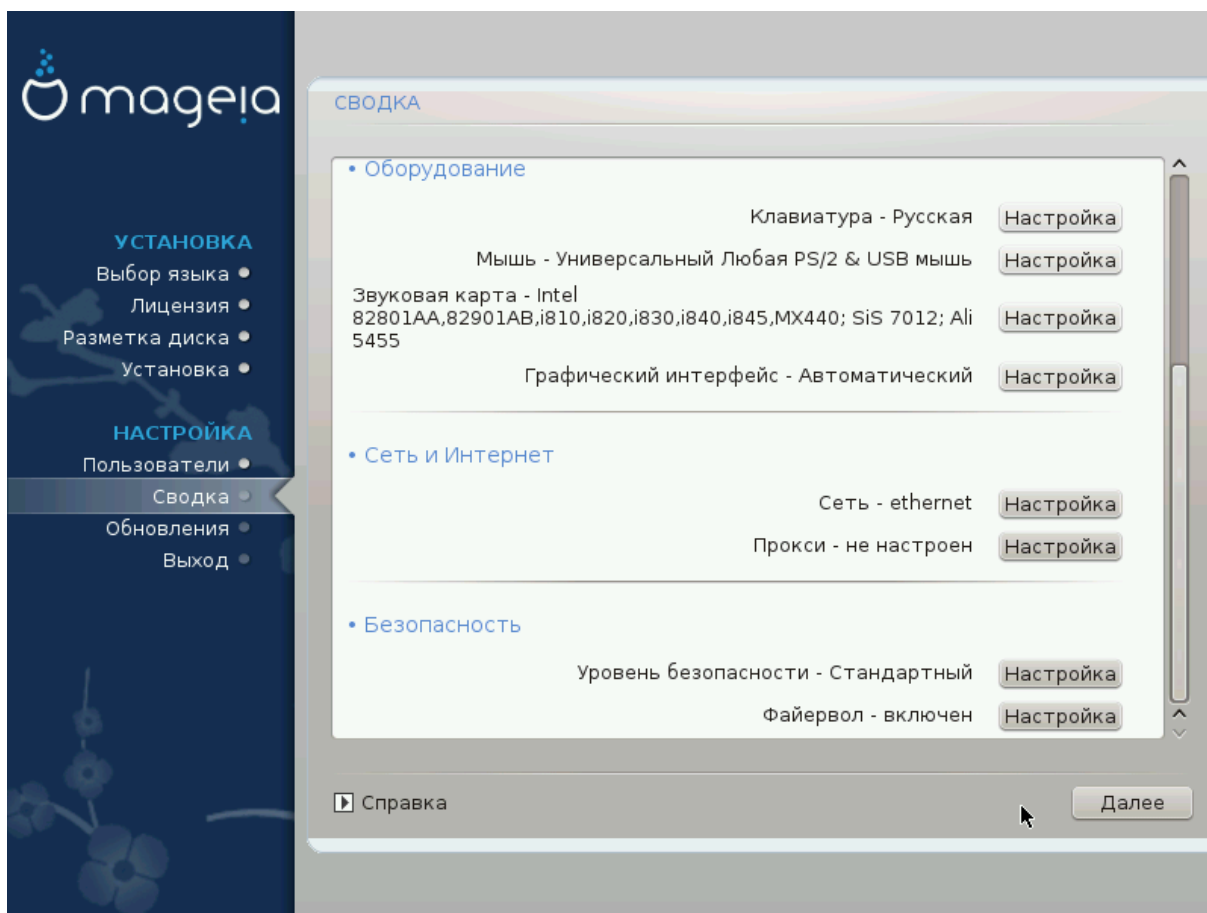 mageia
УСТАНОВКА
Выбор языка
Лицензия
Разметка диска
Установка
НАСТРОЙКА
Пользователи
Сводка
Обновления
Выход
СВОДКА
• Оборудование
Клавиатура - Русская Настройка
Мышь - Универсальный Любая PS/2 & USB мышь Настройка
Звуковая карта - Intel
82801AA,82901AB,i810,i820,i830,i840,i845,MX440; SiS 7012; Ali Настройка
5455
Графический интерфейс - Автоматический Настройка
• Сеть и Интернет
Сеть - ethernet Настройка
Прокси - не настроен Настройка
• Безопасность
Уровень безопасности - Стандартный Настройка
Файервол - включен Настройка
Справка
Далее